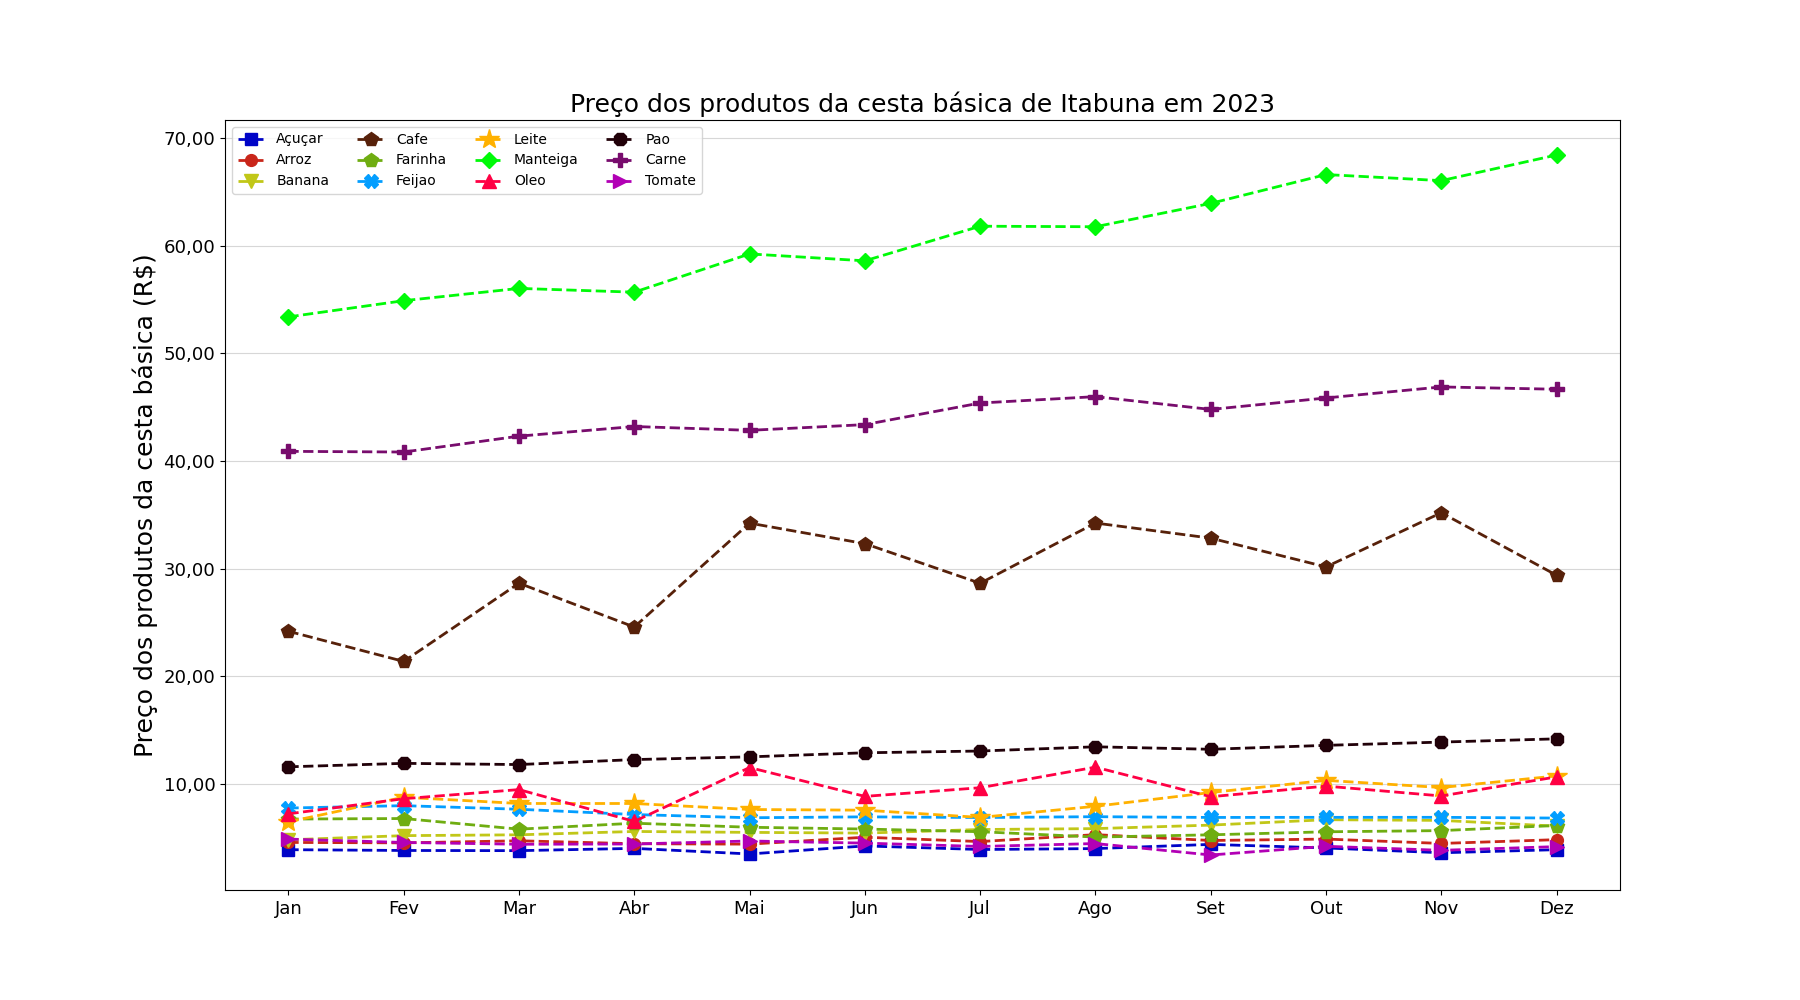 Preço dos produtos da cesta básica de Itabuna em 2023
Açuçar
Arroz
Banana
Cafe
Farinha
Feijao
Leite
Manteiga
Oleo
Pao
Carne
Tomate
Preço dos produtos da cesta básica (R$)
70,00
60,00
50,00
40,00
30,00
20,00
10,00
Jan Fev Mar Abr Mai Jun Jul Ago Set Out Nov Dez